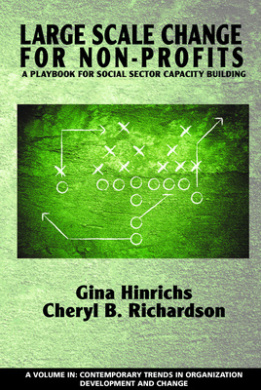 LARGE SCALE CHANGE
FOR NON-PROFITS
A PLAYBOOK FOR SOCIAL SECTOR CAPACITY BUILDING
Gina Hinrichs
Cheryl B. Richardson
A VOLUME IN: CONTEMPORARY TRENDS IN ORGANIZATION
DEVELOPMENT AND CHANGE